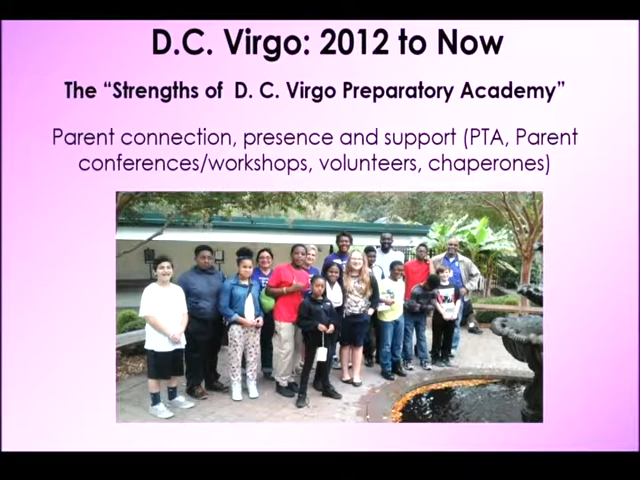 D.C. Virgo: 2012 to Now
The “Strengths of D. C. Virgo Preparatory Academy”
Parent connection, presence and support (PTA, Parent
conferences/workshops, volunteers, chaperones)